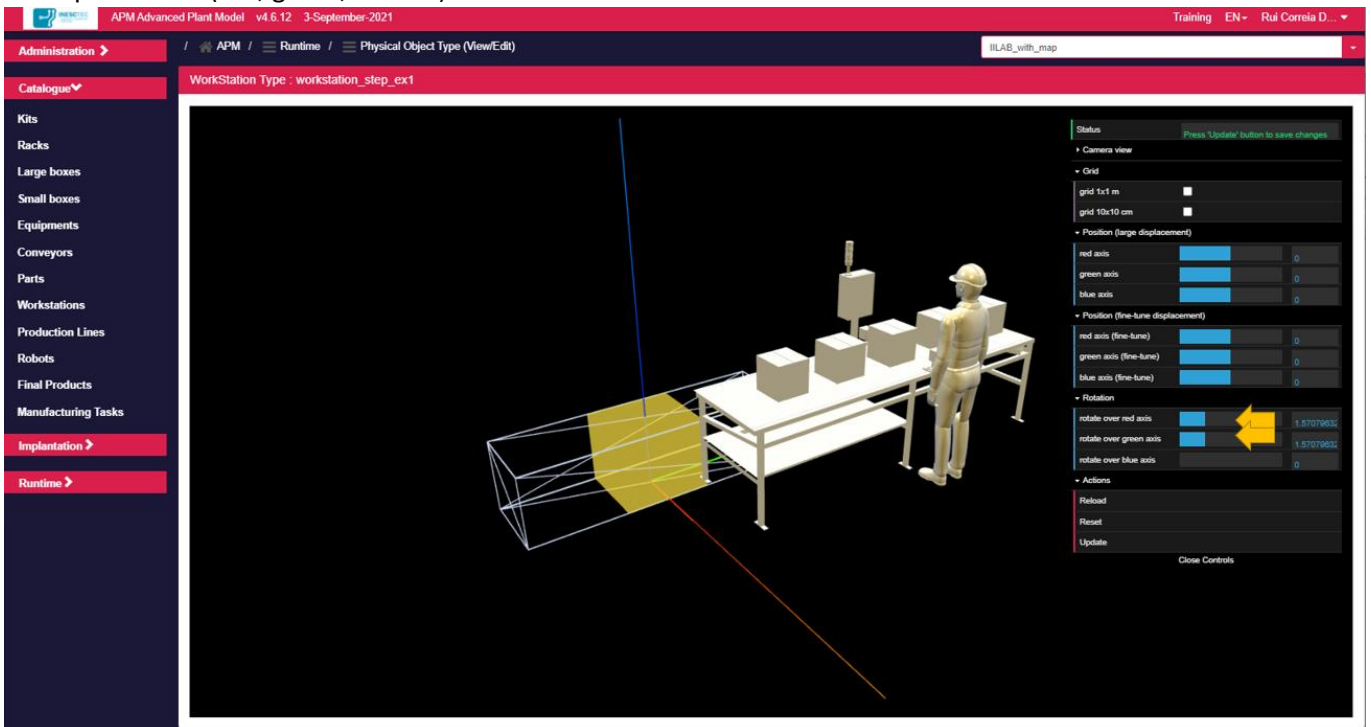 INESCTEC
APM Advanced Plant Model v4.6.12 3-September-2021
Training EN Rui Correia D...
Administration
/ APM / Runtime / Physical Object Type (View/Edit)
IILAB_with_map
Catalogue
WorkStation Type : workstation_step_ex1
Kits
Racks
Large boxes
Small boxes
Equipments
Conveyors
Parts
Workstations
Production Lines
Robots
Final Products
Manufacturing Tasks
Implantation
Runtime
Status Press 'Update' button to save changes
Camera view
Grid
grid 1x1 m
grid 10x10 cm
Position (large displacement)
red axis 0
green axis 0
blue axis 0
Position (fine-tune displacement)
red axis (fine-tune) 0
green axis (fine-tune) 0
blue axis (fine-tune) 0
Rotation
rotate over red axis 1.57079632
rotate over green axis 1.57079632
rotate over blue axis 0
Actions
Reload
Reset
Update
Close Controls